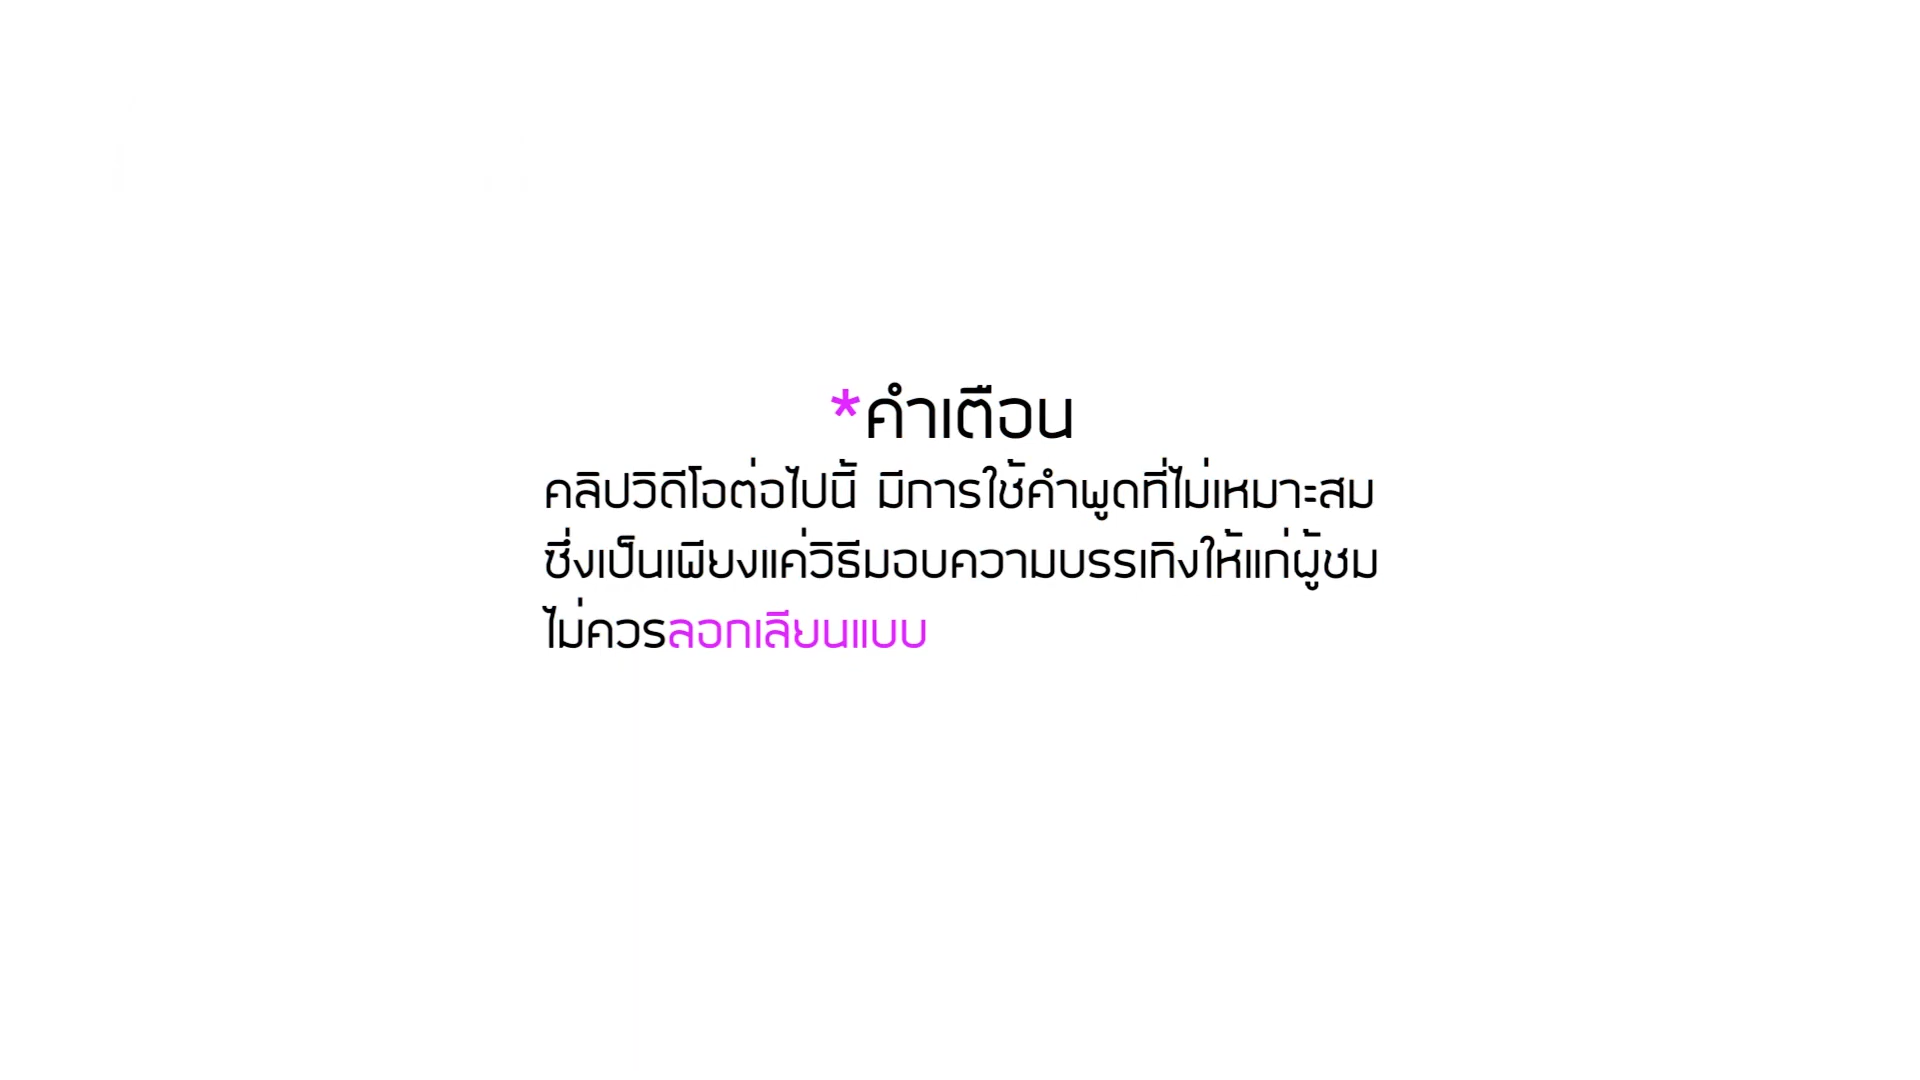 *คำเตือน
คลิปวิดีโอต่อไปนี้ มีการใช้คำพูดที่ไม่เหมาะสม
ซึ่งเป็นเพียงแค่วิธีมอบความบรรเทิงให้แก่ผู้ชม
ไม่ควรลอกเลียนแบบ